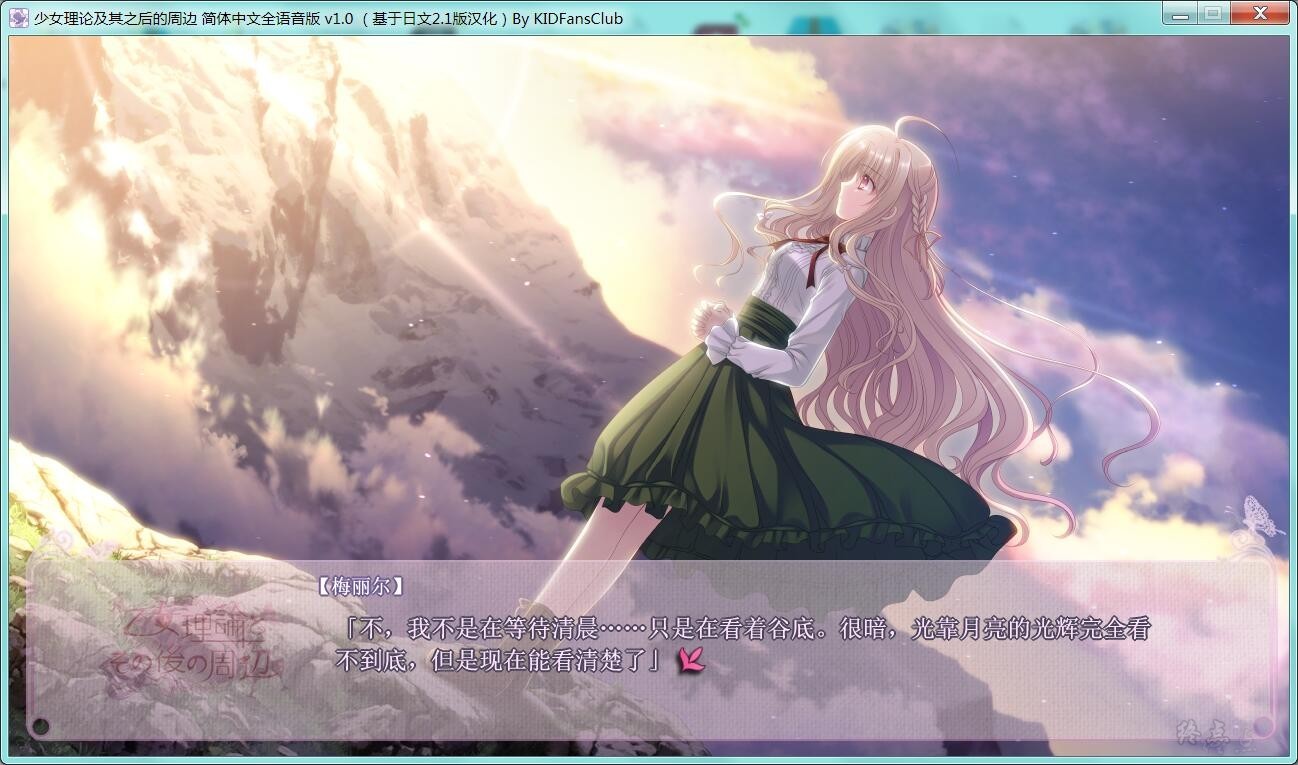 少女理论及其之后的周边 简体中文全语音版 v1.0 （基于日文2.1版汉化）By KIDFansClub
【梅丽尔】
「不，我不是在等待清晨……只是在看着谷底。很暗，光靠月亮的光辉完全看
不到底，但是现在能看清楚了」
乙女理論と
その後の周辺
终点